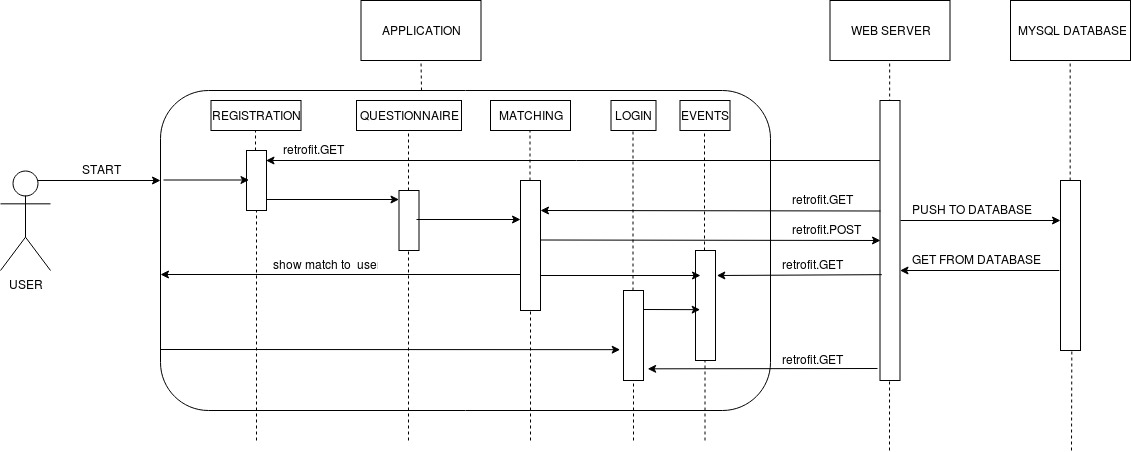 APPLICATION
WEB SERVER
MYSQL DATABASE
REGISTRATION
QUESTIONNAIRE
MATCHING
LOGIN
EVENTS
retrofit.GET
START
retrofit.GET
PUSH TO DATABASE
retrofit.POST
show match to use
retrofit.GET
GET FROM DATABASE
USER
retrofit.GET